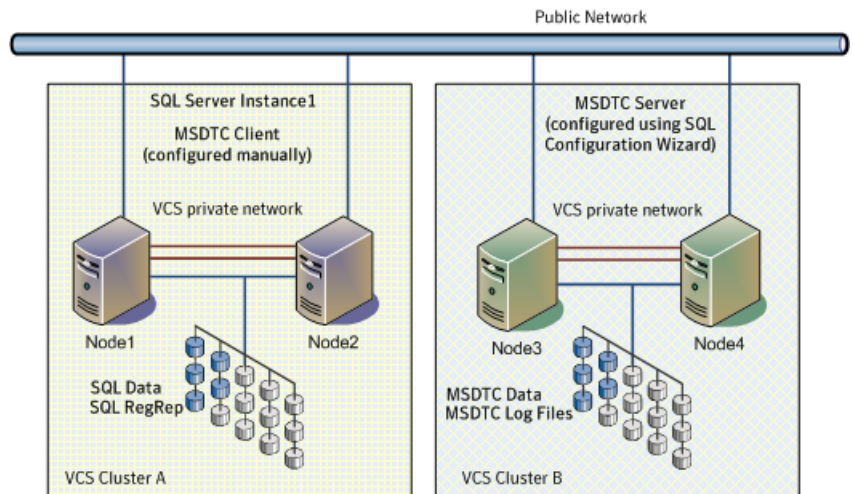 Public Network
SQL Server Instance1
MSDTC Client
(configured manually)
VCS private network
Node1
Node2
SQL Data
SQL RegRep
VCS Cluster A
MSDTC Server
(configured using SQL
Configuration Wizard)
VCS private network
Node3
Node4
MSDTC Data
MSDTC Log Files
VCS Cluster B